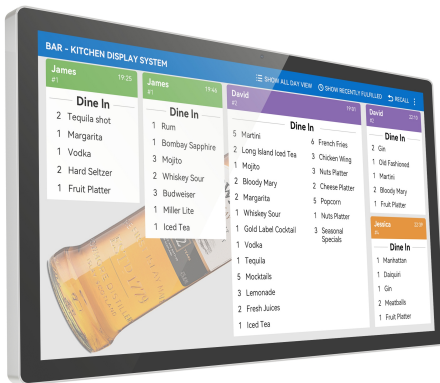 BAR - KITCHEN DISPLAY SYSTEM
SHOW ALL DAY VIEW
SHOW RECENTLY FULFILLED
RECALL
James
19:25
#1
Dine In
2 Tequila shot
1 Margarita
1 Vodka
2 Hard Seltzer
1 Fruit Platter
James
19:46
#1
Dine In
1 Rum
1 Bombay Sapphire
3 Mojito
2 Whiskey Sour
3 Budweiser
1 Miller Lite
1 Iced Tea
David
19:01
Dine In
5 Martini
2 Long Island Iced Tea
1 Mojito
2 Bloody Mary
2 Margarita
1 Whiskey Sour
1 Gold Label Cocktail
1 Vodka
1 Tequila
5 Mocktails
3 Lemonade
2 Fresh Juices
1 Iced Tea
6 French Fries
3 Chicken Wing
3 Nuts Platter
2 Cheese Platter
5 Popcorn
1 Nuts Platter
3 Seasonal
Specials
David
Dine In
2 Gin
1 Old Fashioned
1 Martini
2 Bloody Mary
1 Fruit Platter
Jessica
Dine In
1 Manhattan
1 Daiquiri
1 Gin
2 Meatballs
1 Fruit Platter